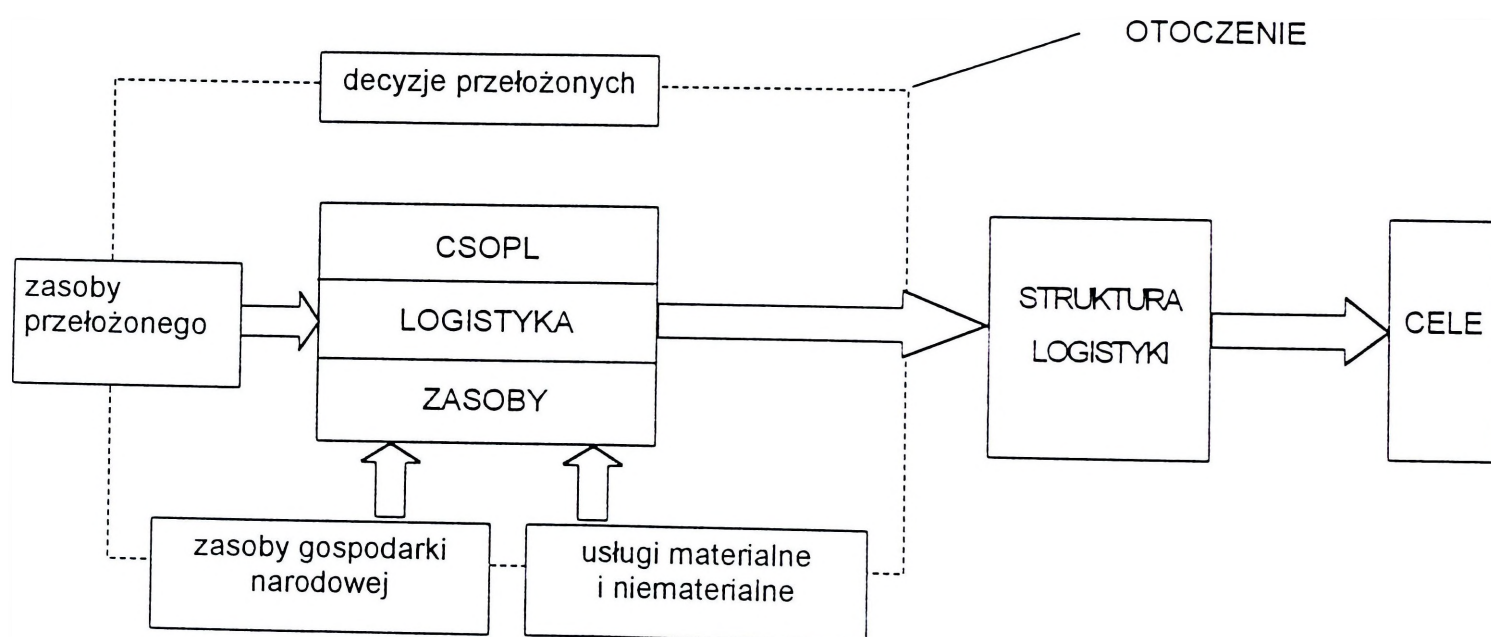 OTOCZENIE
decyzje przełożonych
CSOPL
LOGISTYKA
ZASOBY
zasoby
przełożonego
STRUKTURA
LOGISTYKI
CELE
zasoby gospodarki
narodowej
usługi materialne
i niematerialne